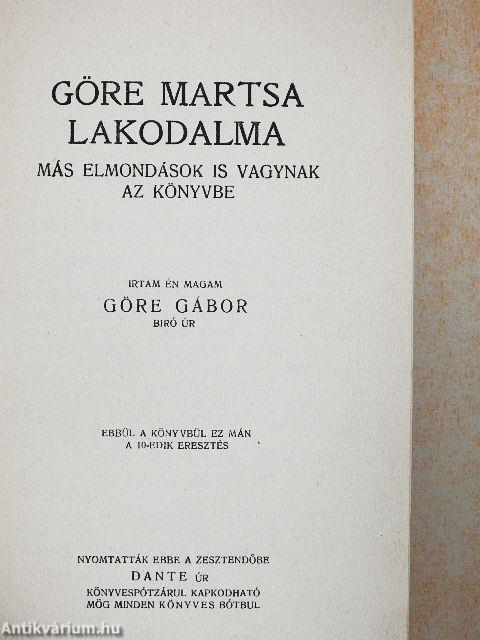 GÖRE MARTSA
LAKODALMA
MÁS ELMONDÁSOK IS VAGYNAK
AZ KÖNYVBE
IRTAM ÉN MAGAM
GÖRE GÁBOR
BIRÓ ÚR
EBBÜL A KÖNYVBÜL EZ MÁN
A 10-EDIK ERESZTÉS
NYOMTATTÁK EBBE A ZESZTENDŐBE
DANTE ÚR
KÖNYVESPÓTZÁRUL KAPKODHATÓ
MÖG MINDEN KÖNYVES BÓTBUL
Antikvárium.hu